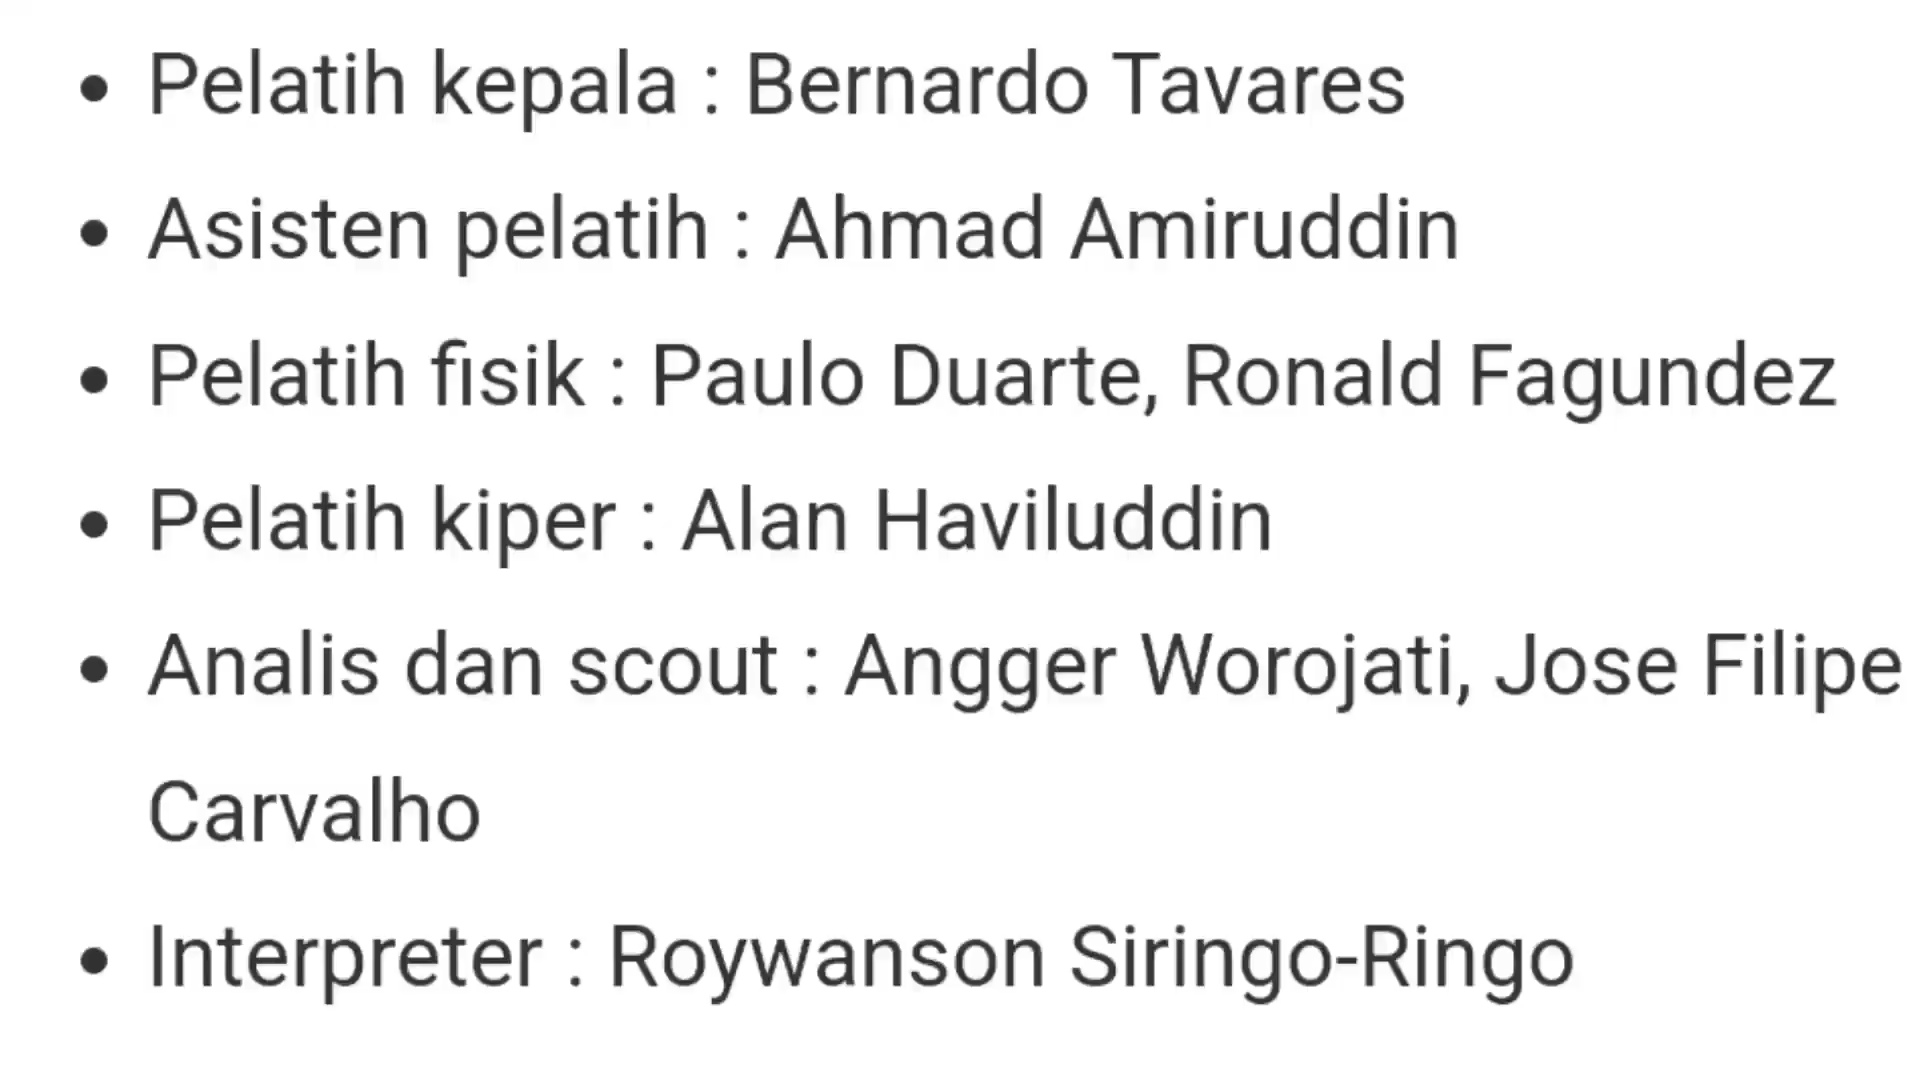 • Pelatih kepala : Bernardo Tavares
• Asisten pelatih : Ahmad Amiruddin
• Pelatih fisik : Paulo Duarte, Ronald Fagundez
• Pelatih kiper : Alan Haviluddin
• Analis dan scout : Angger Worojati, Jose Filipe
Carvalho
• Interpreter : Roywanson Siringo-Ringo